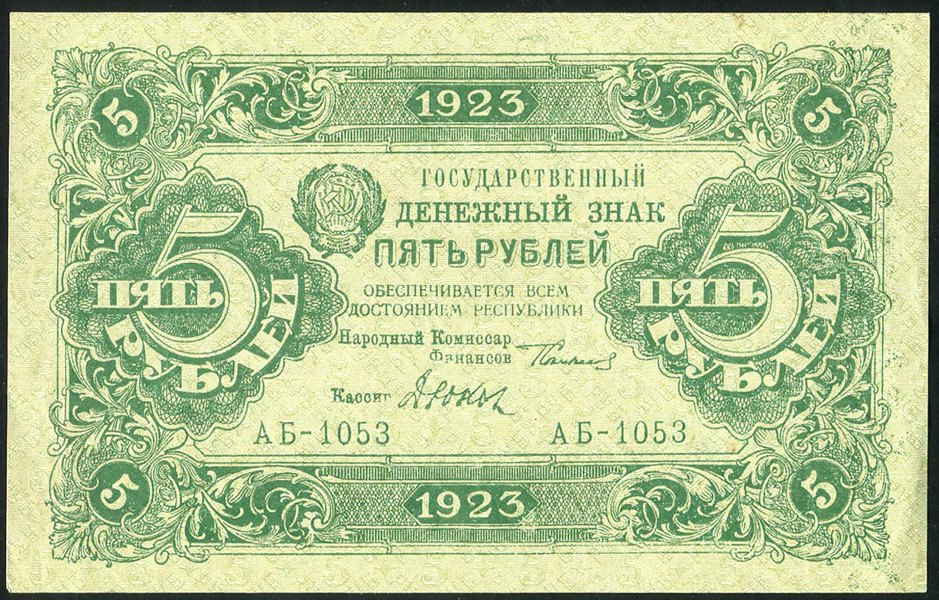 5 1923 5
ГОСУДАРСТВЕННЫЙ
ДЕНЕЖНЫЙ ЗНАК
ПЯТЬ РУБЛЕЙ
5 ПЯТЬ РУБЛЕЙ
5 ПЯТЬ РУБЛЕЙ
ОБЕСПЕЧИВАЕТСЯ ВСЕМ
ДОСТОЯНИЕМ РЕСПУБЛИКИ
Народный Комиссар
Финансов
Кассир
АБ-1053 АБ-1053
5 1923 5